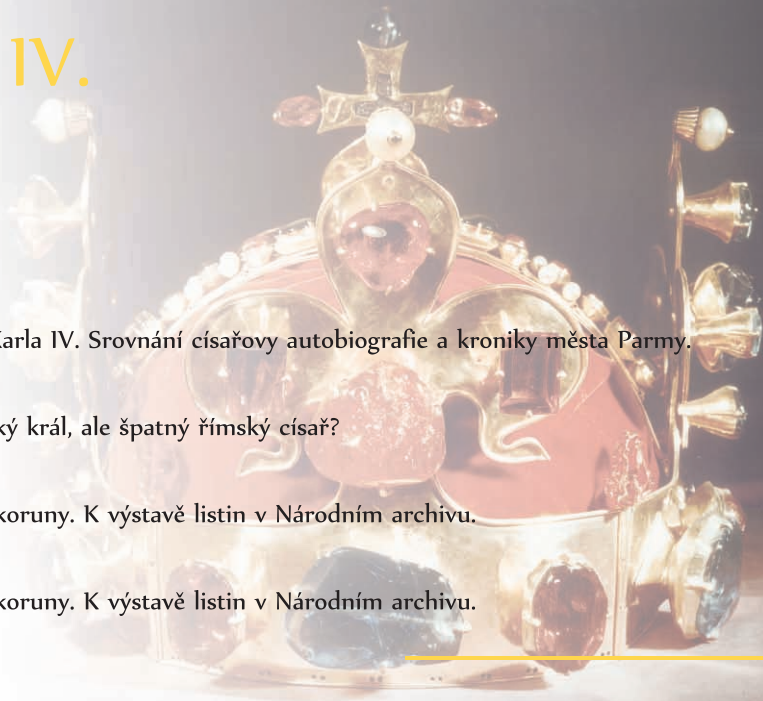 IV.
Karla IV. Srovnání císařovy autobiografie a kroniky města Parmy.
ký král, ale špatný římský císař?
koruny. K výstavě listin v Národním archivu.
koruny. K výstavě listin v Národním archivu.